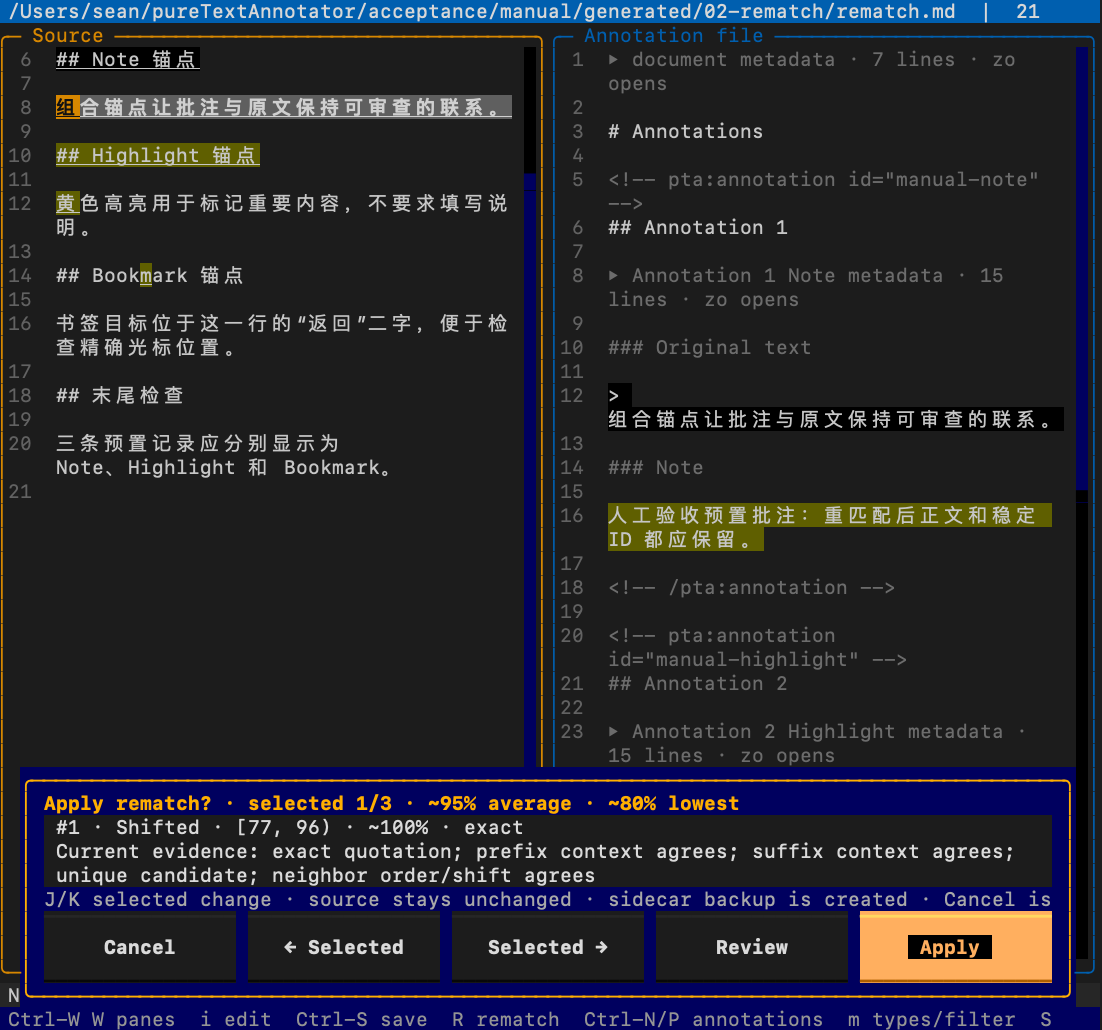 /Users/sean/pureTextAnnotator/acceptance/manual/generated/02-rematch/rematch.md | 21
Source
6 ## Note 锚点
7
8 组合锚点让批注与原文保持可审查的联系。
9
10 ## Highlight 锚点
11
12 黄色高亮用于标记重要内容，不要求填写说
明。
13
14 ## Bookmark 锚点
15
16 书签目标位于这一行的“返回”二字，便于检
查精确光标位置。
17
18 ## 末尾检查
19
20 三条预置记录应分别显示为
Note、Highlight 和 Bookmark。
21
Annotation file
1 ▶ document metadata · 7 lines · zo
opens
2
3 # Annotations
4
5 <!-- pta:annotation id="manual-note"
-->
6 ## Annotation 1
7
8 ▶ Annotation 1 Note metadata · 15
lines · zo opens
9
10 ### Original text
11
12 >
组合锚点让批注与原文保持可审查的联系。
13
14 ### Note
15
16 人工验收预置批注：重匹配后正文和稳定
ID 都应保留。
17
18 <!-- /pta:annotation -->
19
20 <!-- pta:annotation
id="manual-highlight" -->
21 ## Annotation 2
22
23 ▶ Annotation 2 Highlight metadata ·
15 lines · zo opens
Apply rematch? · selected 1/3 · ~95% average · ~80% lowest
#1 · Shifted · [77, 96) · ~100% · exact
Current evidence: exact quotation; prefix context agrees; suffix context agrees;
unique candidate; neighbor order/shift agrees
J/K selected change · source stays unchanged · sidecar backup is created · Cancel is
Cancel
← Selected
Selected →
Review
Apply
N
Ctrl-W W panes i edit Ctrl-S save R rematch Ctrl-N/P annotations m types/filter S